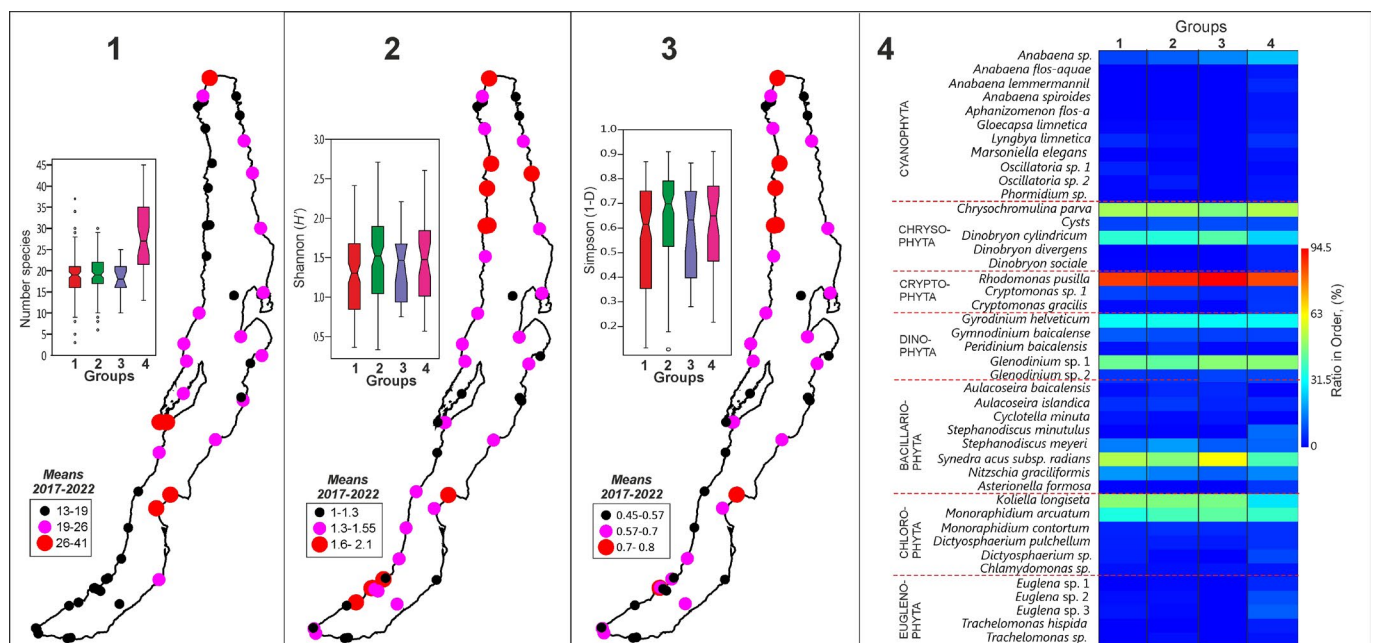 1
45
40
35
30
25
20
15
10
5
0
Number species
1 2 3 4
Groups
Means
2017-2022
13-19
19-26
26-41
2
3.0
2.5
2.0
1.5
1.0
0.5
Shannon (H')
1 2 3 4
Groups
Means
2017-2022
1-1.3
1.3-1.55
1.6- 2.1
3
1.0
0.9
0.8
0.7
0.6
0.5
0.4
0.3
0.2
Simpson (1-D)
1 2 3 4
Groups
Means
2017-2022
0.45-0.57
0.57-0.7
0.7- 0.8
4
Groups
1 2 3 4
CYANOPHYTA
Anabaena sp.
Anabaena flos-aquae
Anabaena lemmermannil
Anabaena spiroides
Aphanizomenon flos-a
Gloecapsa limnetica
Lyngbya limnetica
Marsoniella elegans
Oscillatoria sp. 1
Oscillatoria sp. 2
Phormidium sp.
CHRYSO-
PHYTA
Chrysochromulina parva
Cysts
Dinobryon cylindricum
Dinobryon divergens
Dinobryon sociale
CRYPTO-
PHYTA
Rhodomonas pusilla
Cryptomonas sp. 1
Cryptomonas gracilis
DINO-
PHYTA
Gyrodinium helveticum
Gymnodinium baicalense
Peridinium baicalensis
Glenodinium sp. 1
Glenodinium sp. 2
BACILLARIO-
PHYTA
Aulacoseira baicalensis
Aulacoseira islandica
Cyclotella minuta
Stephanodiscus minutulus
Stephanodiscus meyeri
Synedra acus subsp. radians
Nitzschia graciliformis
Asterionella formosa
CHLORO-
PHYTA
Koliella longiseta
Monoraphidium arcuatum
Monoraphidium contortum
Dictyosphaerium pulchellum
Dictyosphaerium sp.
Chlamydomonas sp.
EUGLENO-
PHYTA
Euglena sp. 1
Euglena sp. 2
Euglena sp. 3
Trachelomonas hispida
Trachelomonas sp.
94.5
63
31.5
0
Ratio in Order, (%)